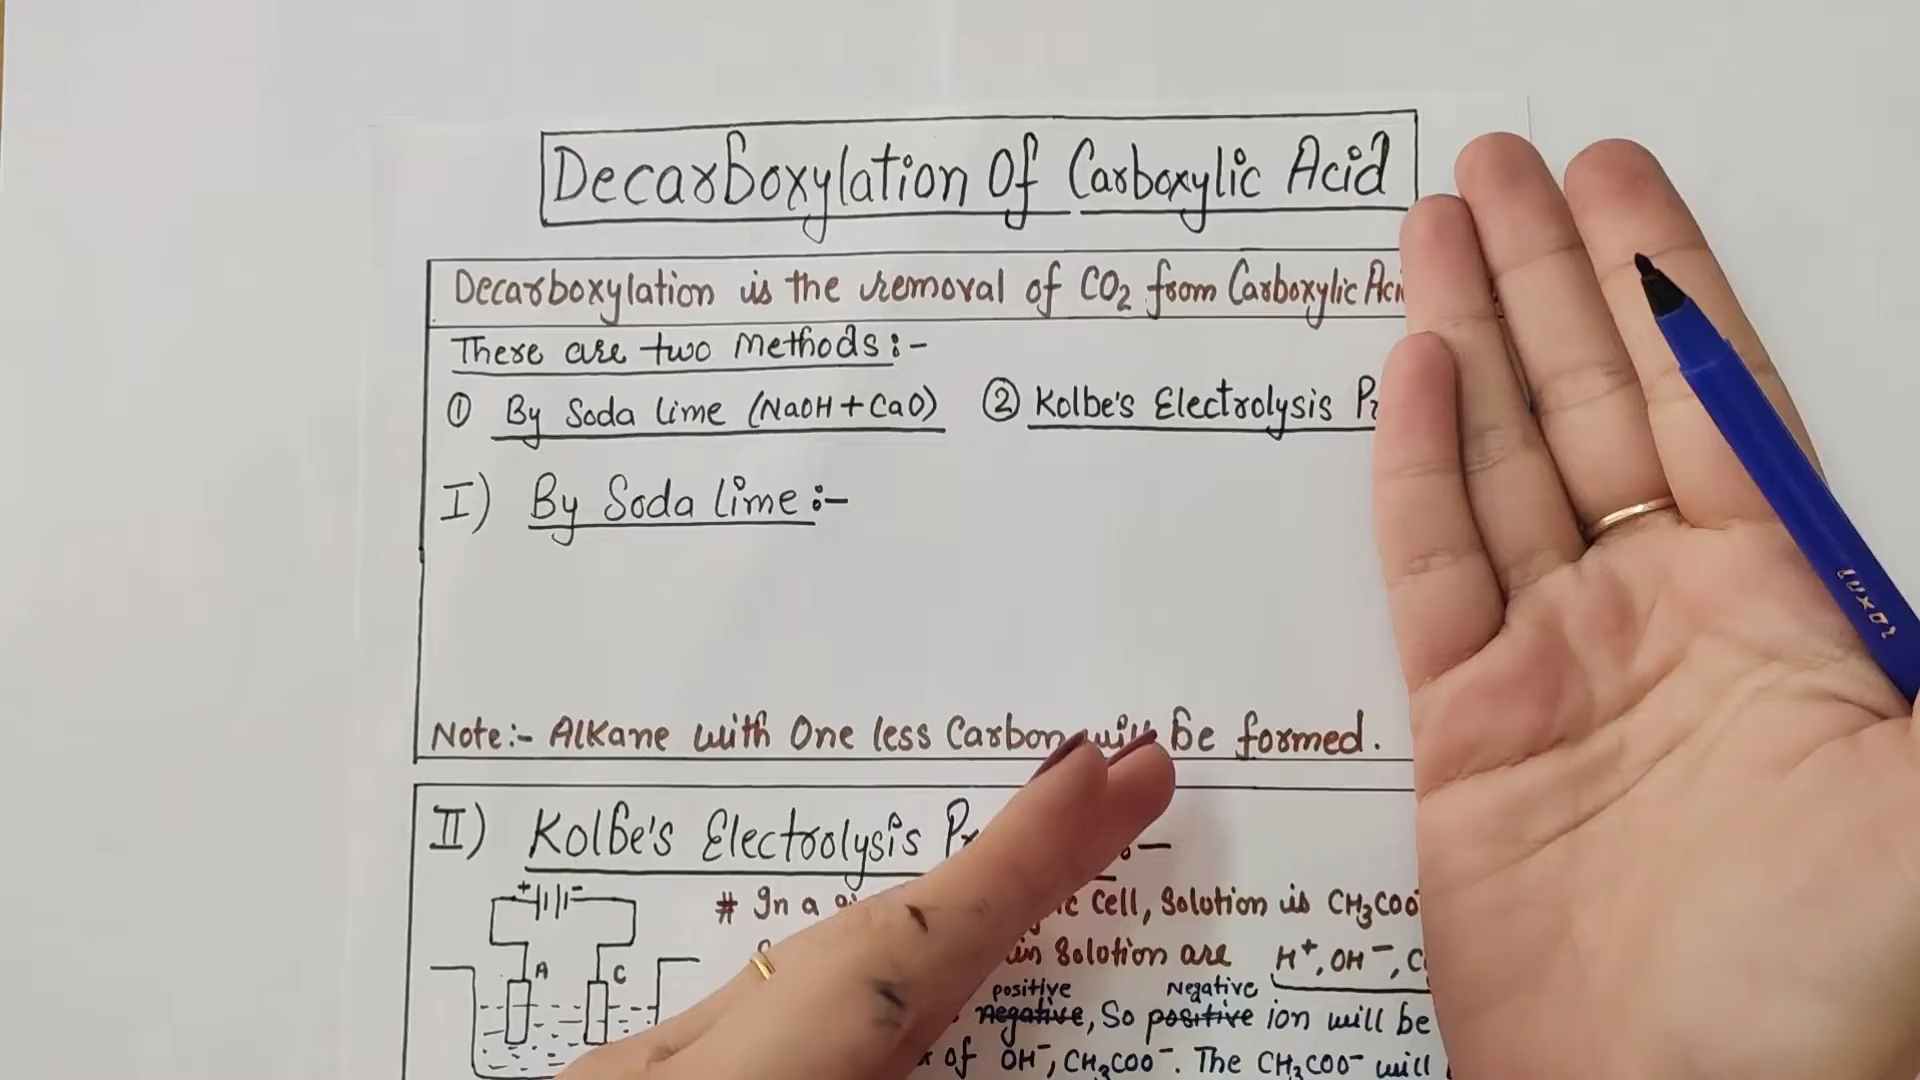 Decarboxylation Of Carboxylic Acid
Decarboxylation is the removal of CO2 from Carboxylic
There are two Methods:-
① By Soda lime (NaOH + CaO)
② Kolbe's Electrolysis
I) By Soda lime :-
Note:- Alkane with One less Carbon will be formed.
II) Kolbe's Electrolysis
+ -
A C
# In a
Cell, Solution is CH3COO
in Solution are H+, OH-,
positive Negative
negative, So positive ion will be
of OH-, CH3COO-. The CH3COO- will
LUXOR